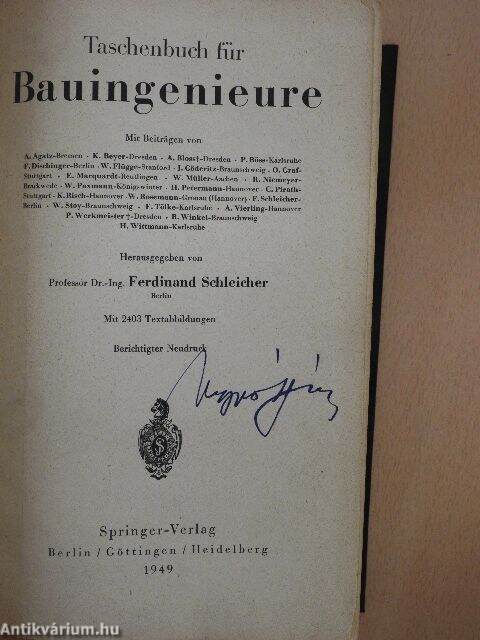 Taschenbuch für
Bauingenieure
Mit Beiträgen von
A. Agatz-Bremen · K. Beyer-Dresden · A. Bloss†-Dresden · P. Böss-Karlsruhe
F. Dischinger-Berlin · W. Flügge-Stanford · J. Göderitz-Braunschweig · O. Graf-
Stuttgart · E. Marquardt-Reutlingen · W. Müller-Aachen · R. Niemeyer-
Brackwede · W. Paxmann-Königswinter · H. Petermann-Hannover · C. Pirath-
Stuttgart · K. Risch-Hannover · W. Rosemann-Gronau (Hannover) · F. Schleicher-
Berlin · W. Stoy-Braunschweig · F. Tölke-Karlsruhe · A. Vierling-Hannover
P. Werkmeister †-Dresden · R. Winkel-Braunschweig
H. Wittmann-Karlsruhe
Herausgegeben von
Professor Dr.-Ing. Ferdinand Schleicher
Berlin
Mit 2403 Textabbildungen
Berichtigter Neudruck
Springer-Verlag
Berlin / Göttingen / Heidelberg
1949
Antikvárium.hu